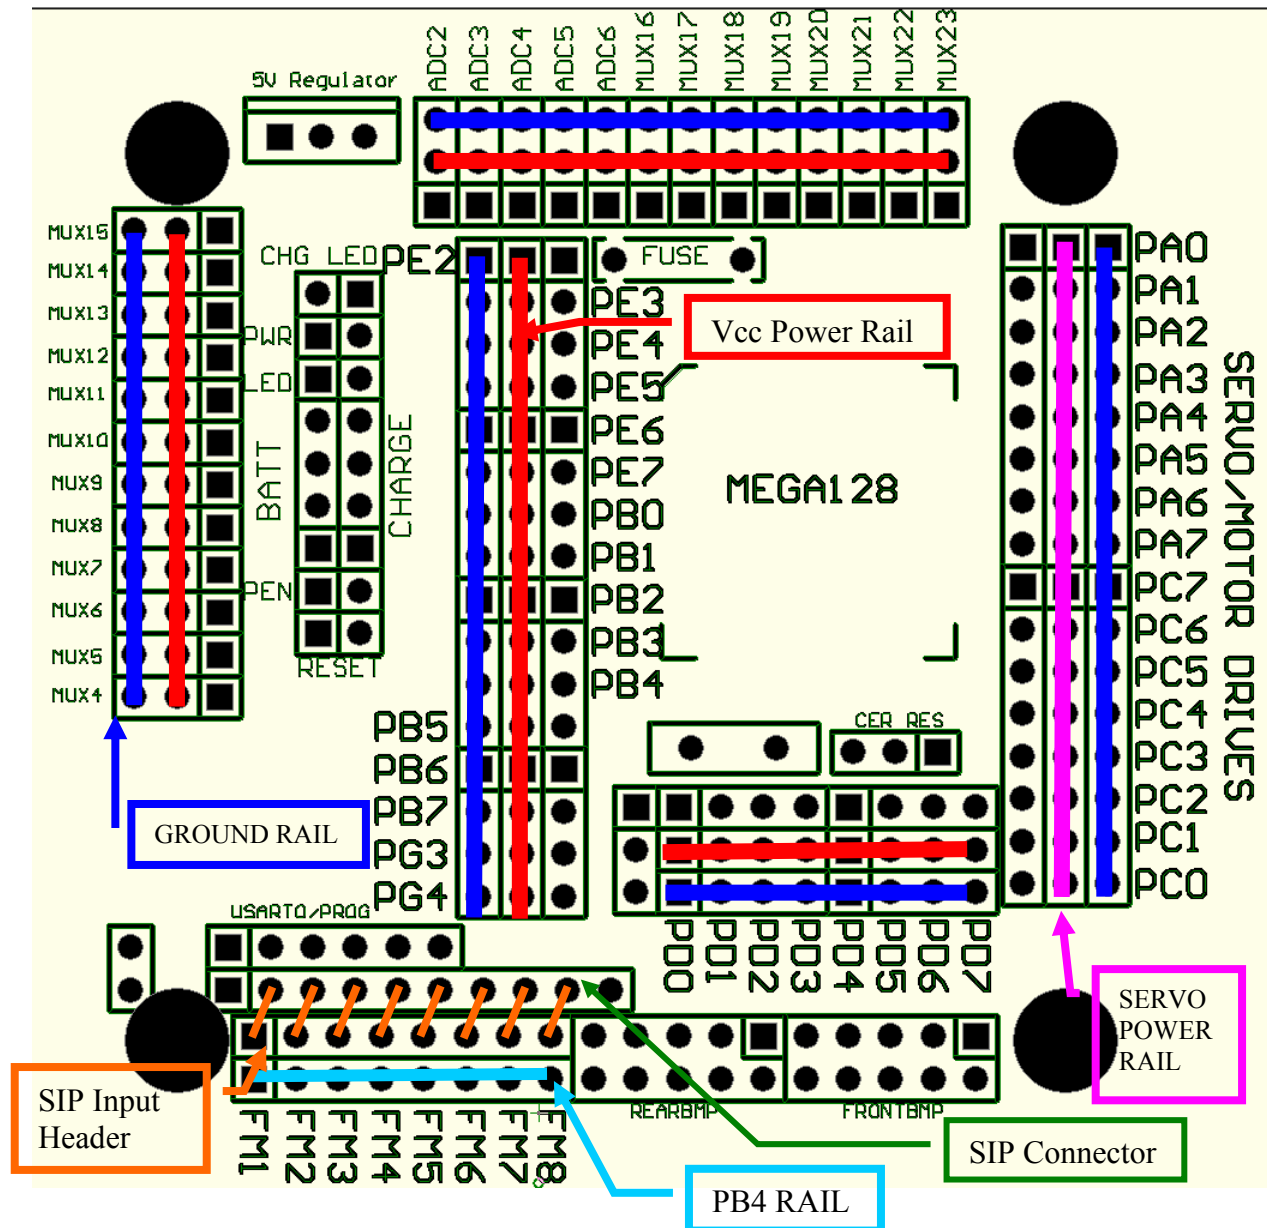 ADC2
ADC3
ADC4
ADC5
ADC6
MUX16
MUX17
MUX18
MUX19
MUX20
MUX21
MUX22
MUX23
5V Regulator
MUX15
MUX14
MUX13
MUX12
MUX11
MUX10
MUX9
MUX8
MUX7
MUX6
MUX5
MUX4
CHG LED
PWR
LED
BATT
CHARGE
PEN
RESET
PE2
FUSE
PE3
PE4
PE5
PE6
PE7
PB0
PB1
PB2
PB3
PB4
PB5
PB6
PB7
PG3
PG4
Vcc Power Rail
MEGA128
PA0
PA1
PA2
PA3
PA4
PA5
PA6
PA7
PC7
PC6
PC5
PC4
PC3
PC2
PC1
PC0
SERVO/MOTOR DRIVES
CER RES
GROUND RAIL
USART0/PROG
PD0
PD1
PD2
PD3
PD4
PD5
PD6
PD7
SERVO
POWER
RAIL
SIP Input
Header
FM1
FM2
FM3
FM4
FM5
FM6
FM7
FM8
REARBMP
FRONTBMP
SIP Connector
PB4 RAIL